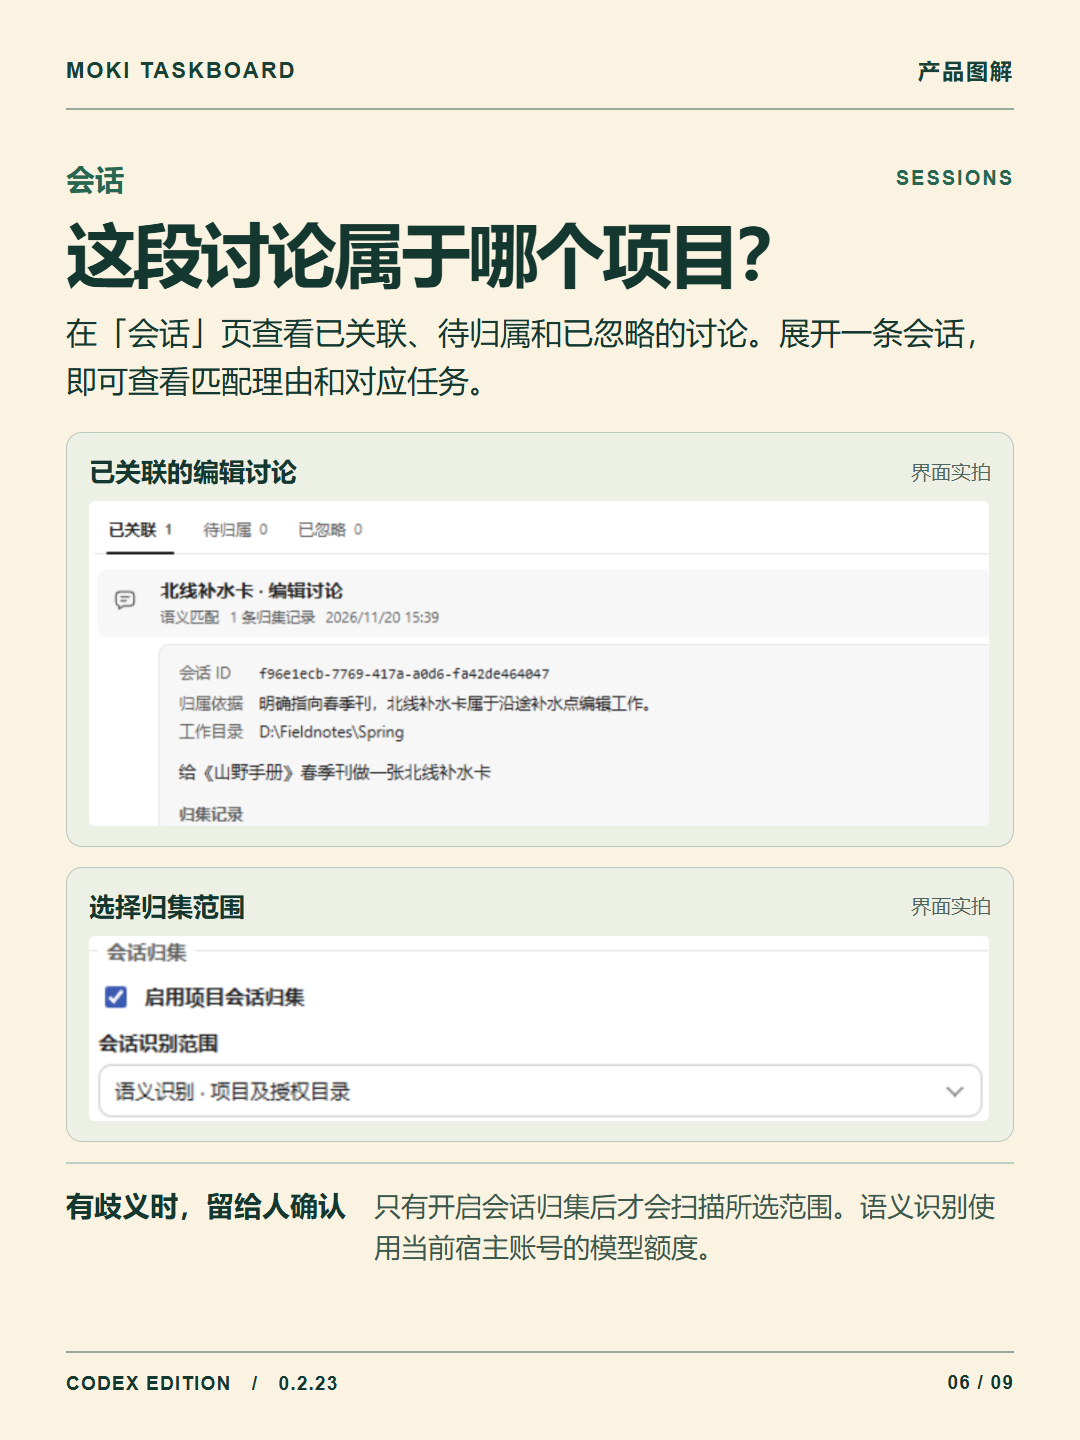 MOKI TASKBOARD
产品图解
会话
SESSIONS
这段讨论属于哪个项目？
在「会话」页查看已关联、待归属和已忽略的讨论。展开一条会话，
即可查看匹配理由和对应任务。
已关联的编辑讨论
界面实拍
已关联 1 待归属 0 已忽略 0
北线补水卡 · 编辑讨论
语义匹配 1 条归集记录 2026/11/20 15:39
会话 ID f96e1ecb-7769-417a-a0d6-fa42de464047
归属依据 明确指向春季刊，北线补水卡属于沿途补水点编辑工作。
工作目录 D:\Fieldnotes\Spring
给《山野手册》春季刊做一张北线补水卡
归集记录
选择归集范围
界面实拍
会话归集
启用项目会话归集
会话识别范围
语义识别 · 项目及授权目录
有歧义时，留给人确认
只有开启会话归集后才会扫描所选范围。语义识别使
用当前宿主账号的模型额度。
CODEX EDITION / 0.2.23
06 / 09